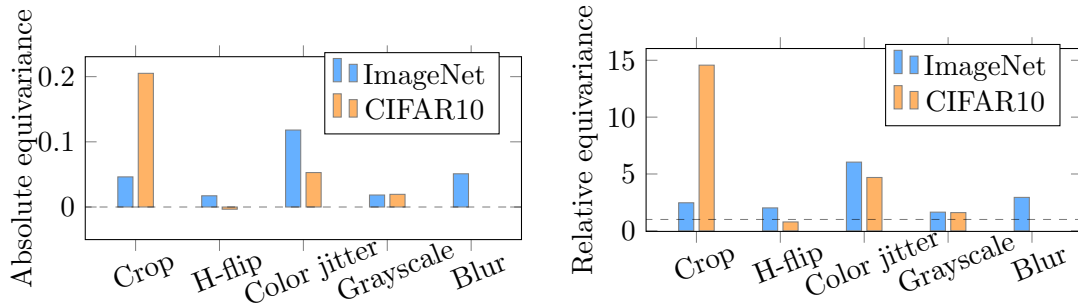 Absolute equivariance
0.2
0.1
0
ImageNet
CIFAR10
Crop
H-flip
Color jitter
Grayscale
Blur
Relative equivariance
15
10
5
0
ImageNet
CIFAR10
Crop
H-flip
Color jitter
Grayscale
Blur